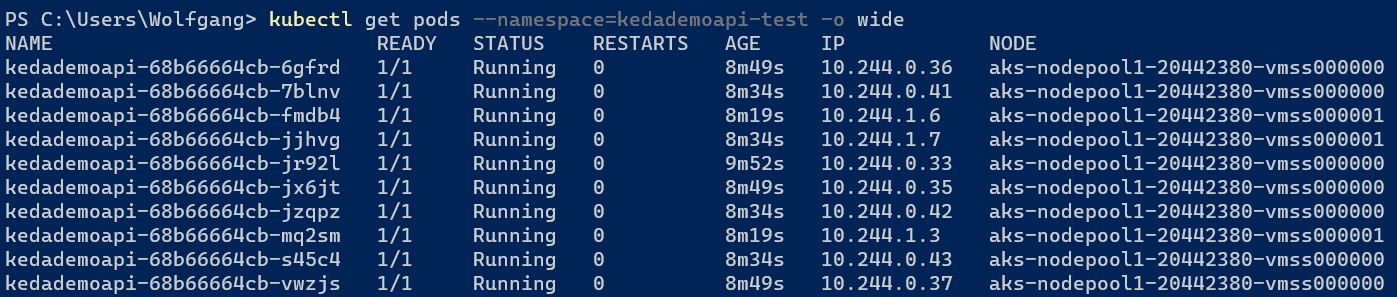 PS C:\Users\Wolfgang> kubectl get pods --namespace=kedademoapi-test -o wide
NAME READY STATUS RESTARTS AGE IP NODE
kedademoapi-68b66664cb-6gfrd 1/1 Running 0 8m49s 10.244.0.36 aks-nodepool1-20442380-vmss000000
kedademoapi-68b66664cb-7blnv 1/1 Running 0 8m34s 10.244.0.41 aks-nodepool1-20442380-vmss000000
kedademoapi-68b66664cb-fmdb4 1/1 Running 0 8m19s 10.244.1.6 aks-nodepool1-20442380-vmss000001
kedademoapi-68b66664cb-jjhvg 1/1 Running 0 8m34s 10.244.1.7 aks-nodepool1-20442380-vmss000001
kedademoapi-68b66664cb-jr92l 1/1 Running 0 9m52s 10.244.0.33 aks-nodepool1-20442380-vmss000000
kedademoapi-68b66664cb-jx6jt 1/1 Running 0 8m49s 10.244.0.35 aks-nodepool1-20442380-vmss000000
kedademoapi-68b66664cb-jzqpz 1/1 Running 0 8m34s 10.244.0.42 aks-nodepool1-20442380-vmss000000
kedademoapi-68b66664cb-mq2sm 1/1 Running 0 8m19s 10.244.1.3 aks-nodepool1-20442380-vmss000001
kedademoapi-68b66664cb-s45c4 1/1 Running 0 8m34s 10.244.0.43 aks-nodepool1-20442380-vmss000000
kedademoapi-68b66664cb-vwzjs 1/1 Running 0 8m49s 10.244.0.37 aks-nodepool1-20442380-vmss000000